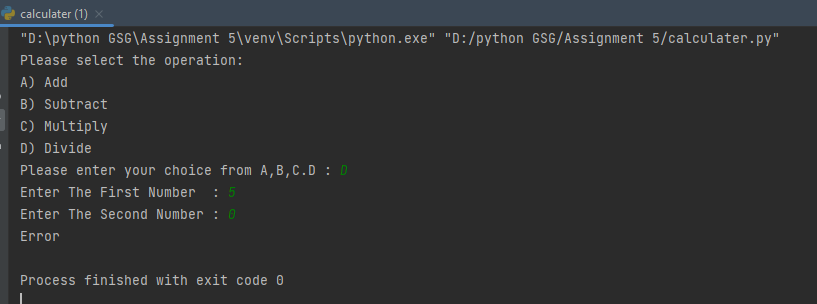 calculater (1)
"D:\python GSG\Assignment 5\venv\Scripts\python.exe" "D:/python GSG/Assignment 5/calculater.py"
Please select the operation:
A) Add
B) Subtract
C) Multiply
D) Divide
Please enter your choice from A,B,C.D : D
Enter The First Number  : 5
Enter The Second Number : 0
Error
Process finished with exit code 0